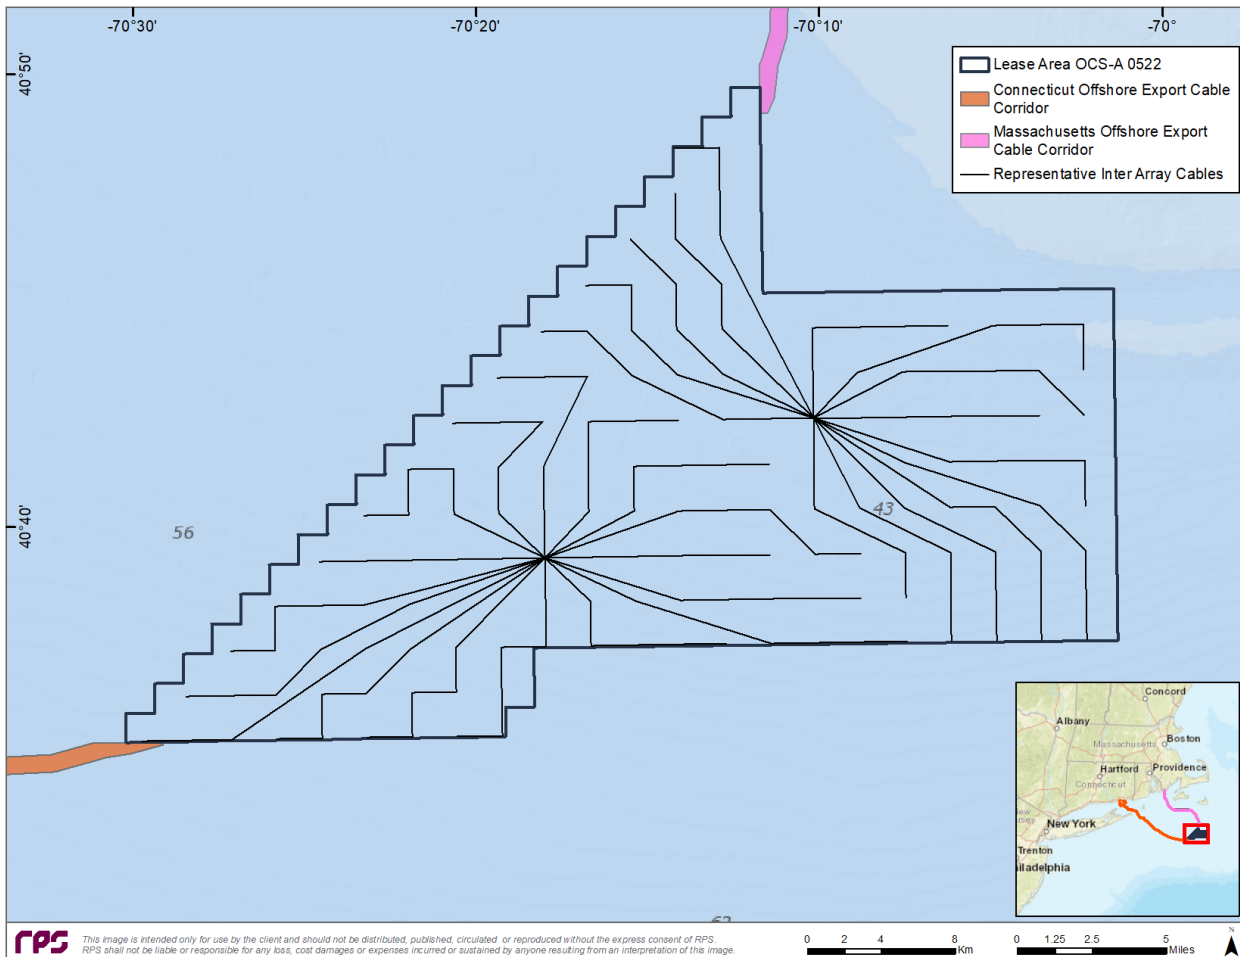 -70°30'
-70°20'
-70°10'
-70°
40°50'
40°40'
Lease Area OCS-A 0522
Connecticut Offshore Export Cable
Corridor
Massachusetts Offshore Export
Cable Corridor
Representative Inter Array Cables
56
43
Concord
Albany
Boston
Massachusetts
Hartford
Providence
Connecticut
New York
Trenton
iladelphia
rps
This image is intended only for use by the client and should not be distributed, published, circulated or reproduced without the express consent of RPS.
RPS shall not be liable or responsible for any loss, cost damages or expenses incurred or sustained by anyone resulting from an interpretation of this image.
0 2 4 8
Km
0 1.25 2.5 5
Miles
N